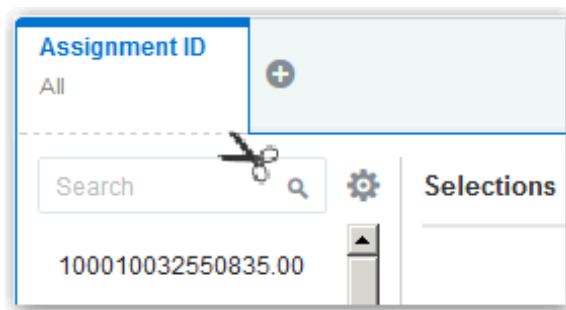 Assignment ID
All
Search
Selections
100010032550835.00